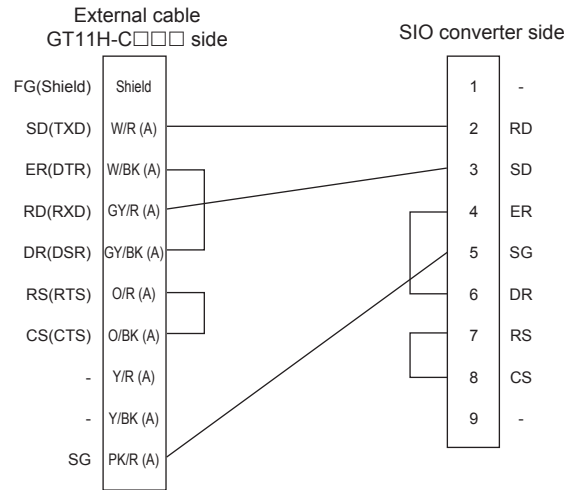 External cable
GT11H-C□□□ side
SIO converter side
FG(Shield) Shield 1 -
SD(TXD) W/R (A) 2 RD
ER(DTR) W/BK (A) 3 SD
RD(RXD) GY/R (A) 4 ER
DR(DSR) GY/BK (A) 5 SG
RS(RTS) O/R (A) 6 DR
CS(CTS) O/BK (A) 7 RS
- Y/R (A) 8 CS
- Y/BK (A) 9 -
SG PK/R (A)